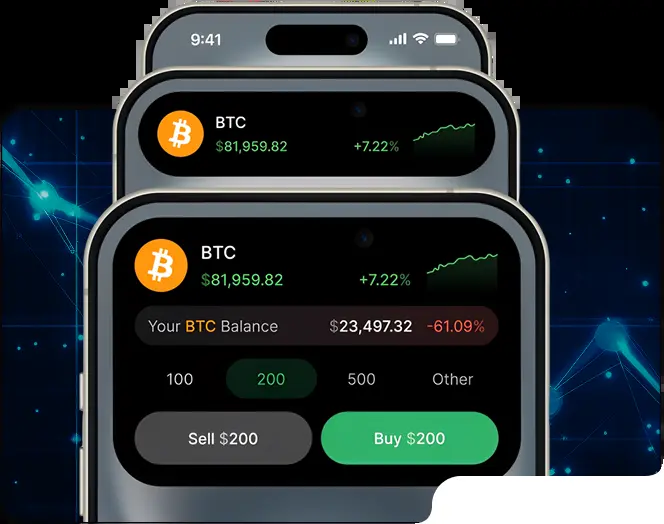 9:41
BTC
$81,959.82 +7.22%
BTC
$81,959.82 +7.22%
Your BTC Balance $23,497.32 -61.09%
100 200 500 Other
Sell $200 Buy $200